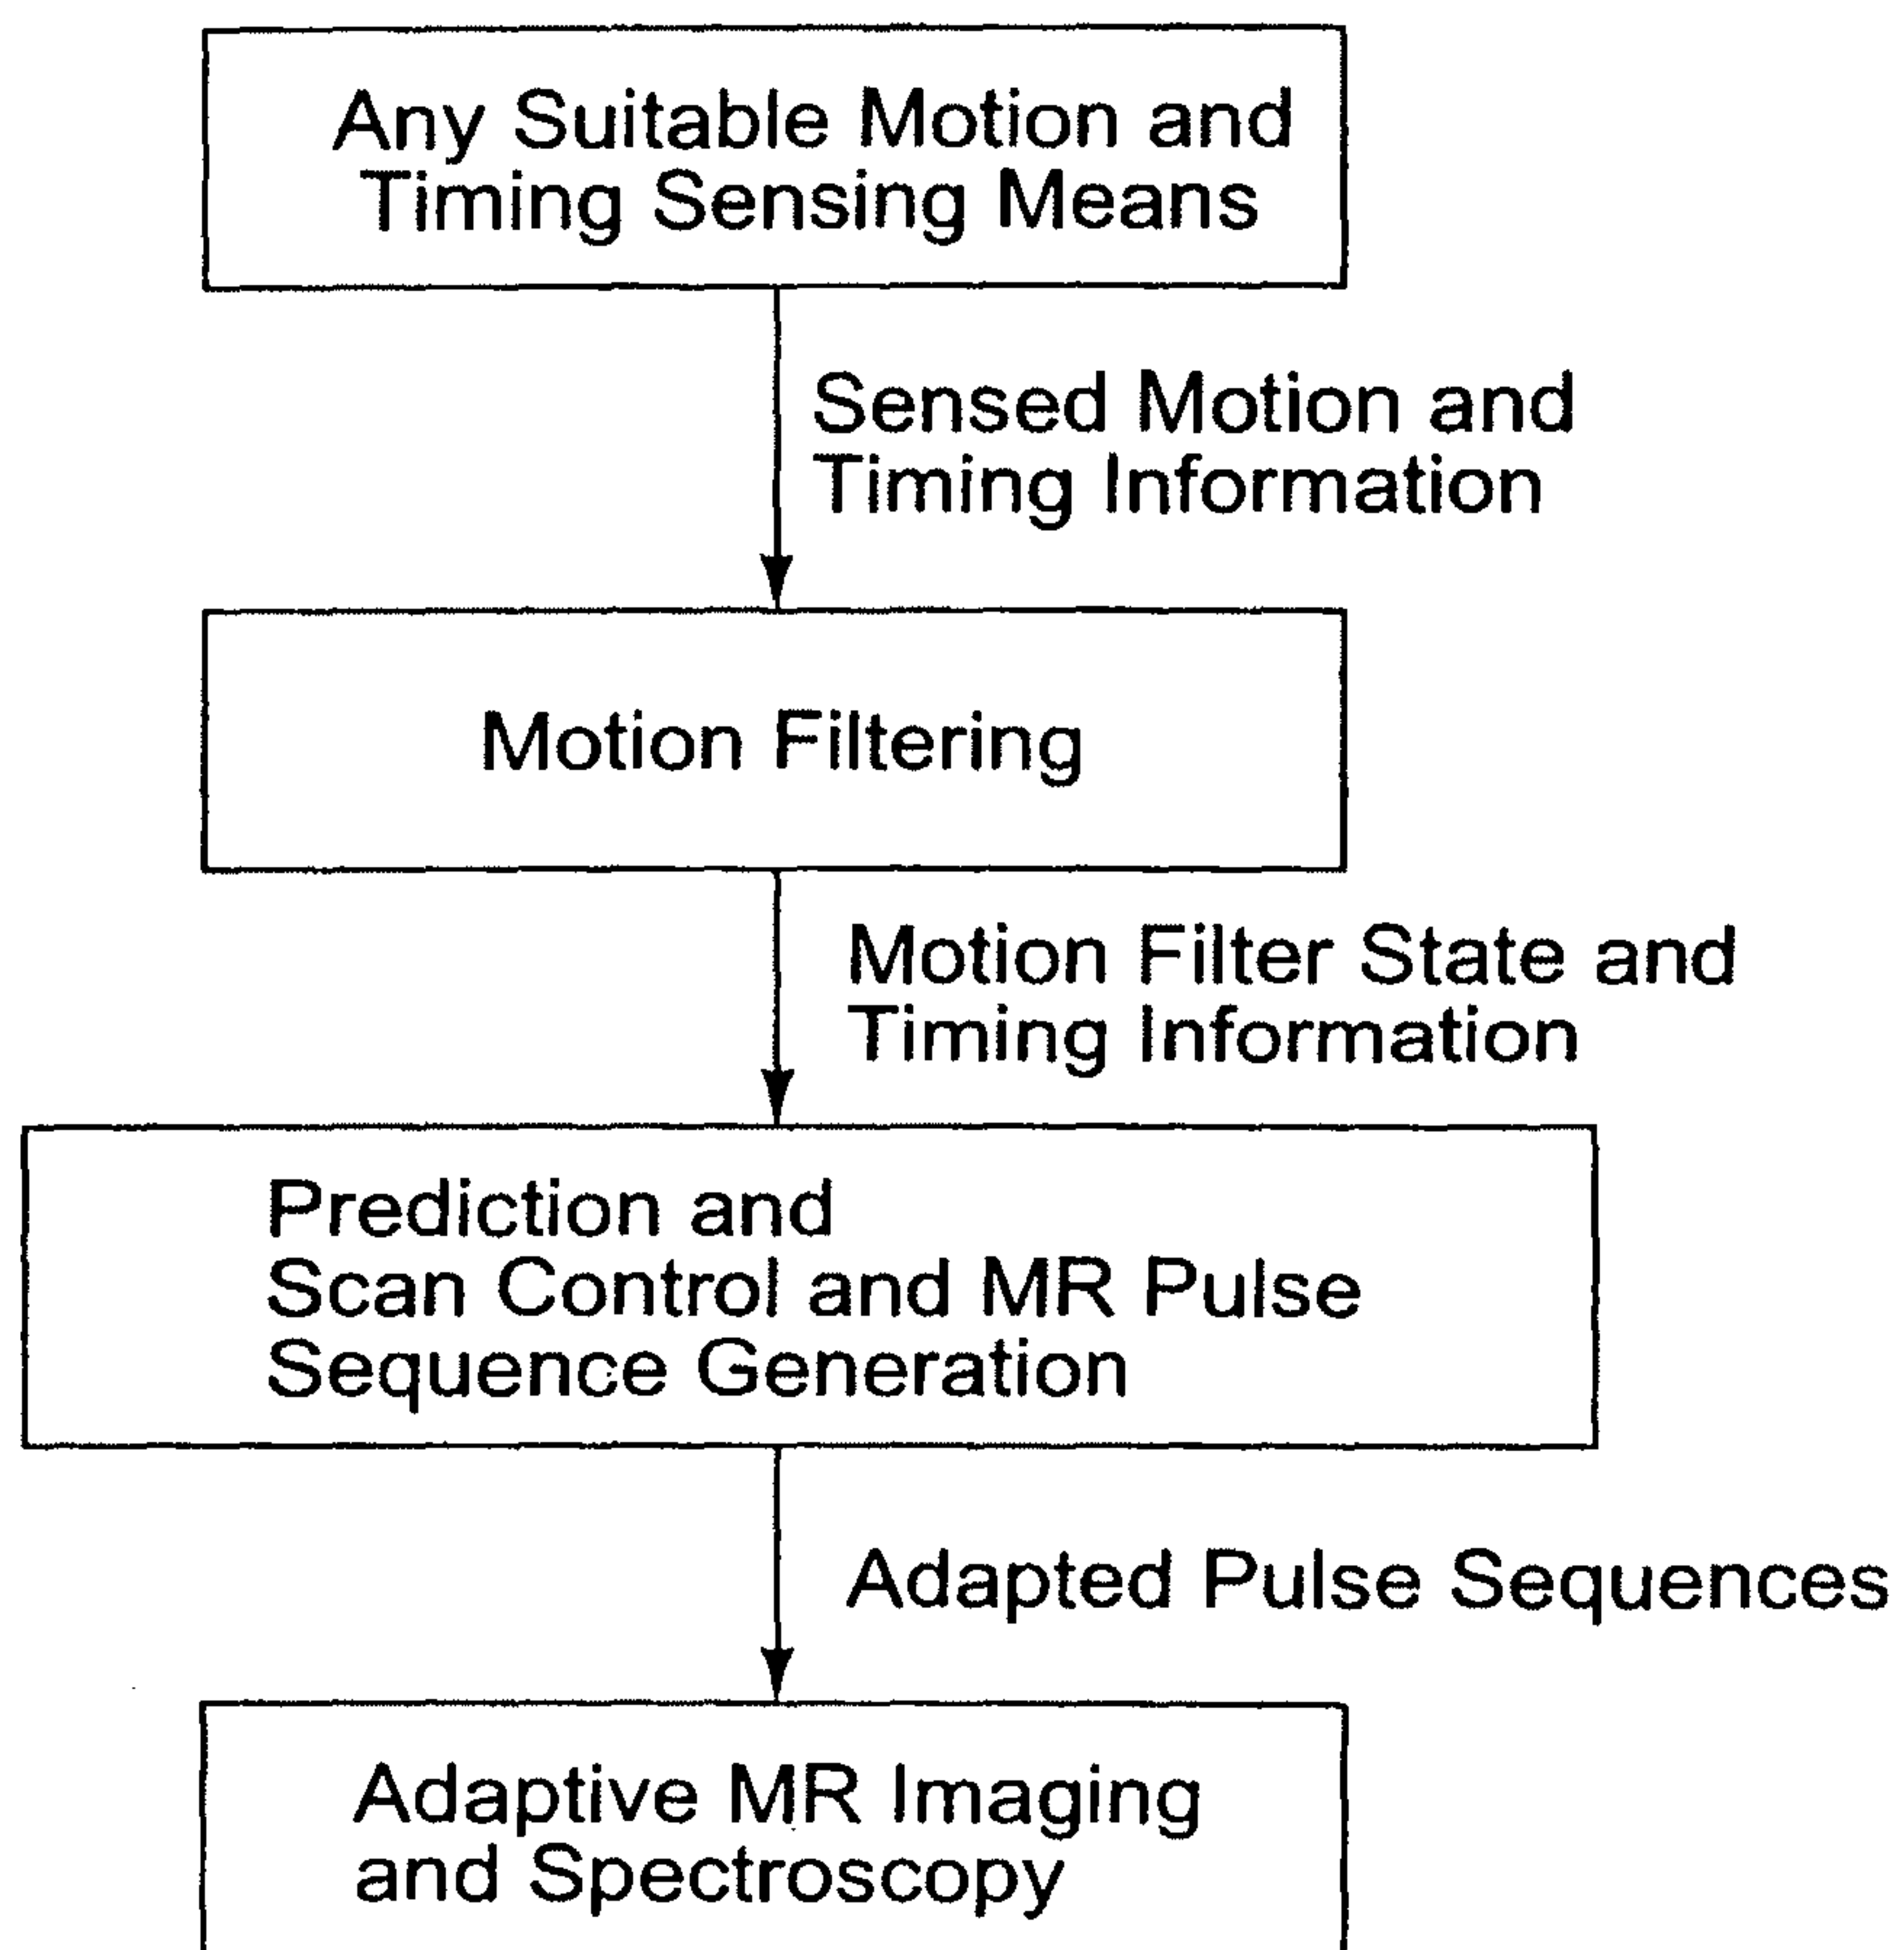 Any Suitable Motion and
Timing Sensing Means
Sensed Motion and
Timing Information
Motion Filtering
Motion Filter State and
Timing Information
Prediction and
Scan Control and MR Pulse
Sequence Generation
Adapted Pulse Sequences
Adaptive MR Imaging
and Spectroscopy